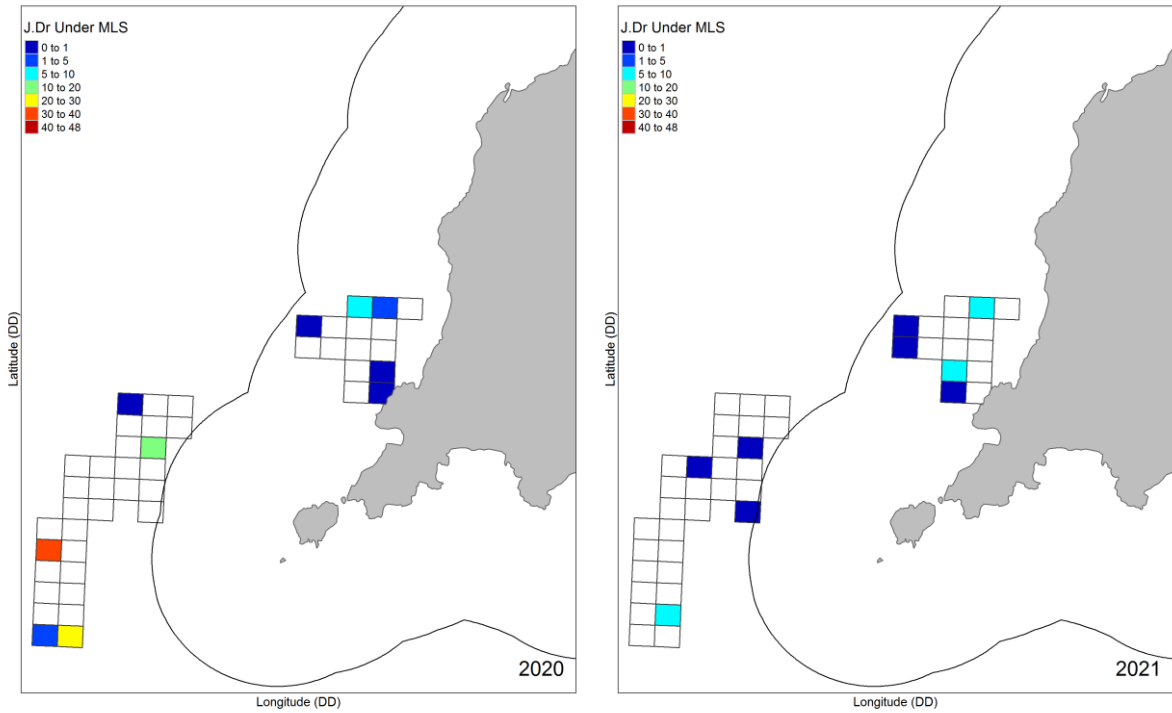 J.Dr Under MLS
0 to 1
1 to 5
5 to 10
10 to 20
20 to 30
30 to 40
40 to 48
Latitude (DD)
2020
Longitude (DD)
J.Dr Under MLS
0 to 1
1 to 5
5 to 10
10 to 20
20 to 30
30 to 40
40 to 48
Latitude (DD)
2021
Longitude (DD)